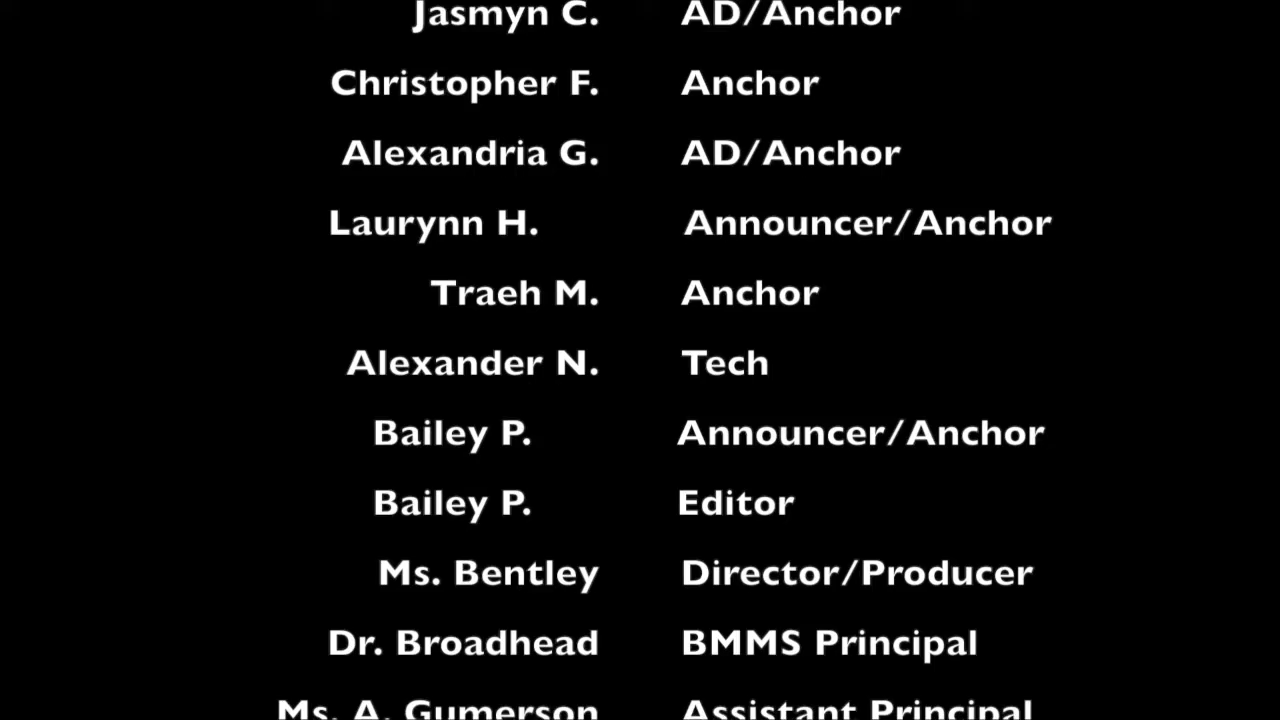 Jasmyn C. AD/Anchor
Christopher F. Anchor
Alexandria G. AD/Anchor
Laurynn H. Announcer/Anchor
Traeh M. Anchor
Alexander N. Tech
Bailey P. Announcer/Anchor
Bailey P. Editor
Ms. Bentley Director/Producer
Dr. Broadhead BMMS Principal
Ms. A. Gumerson Assistant Principal